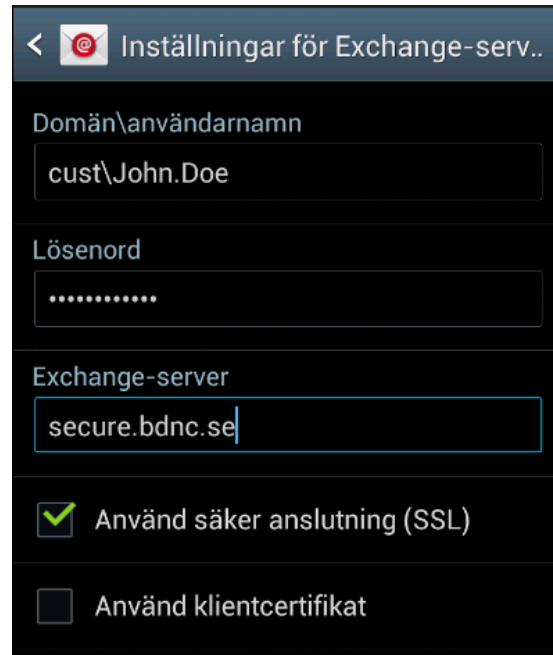 Inställningar för Exchange-serv..
Domän\användarnamn
cust\John.Doe
Lösenord
••••••••••••
Exchange-server
secure.bdnc.se
Använd säker anslutning (SSL)
Använd klientcertifikat